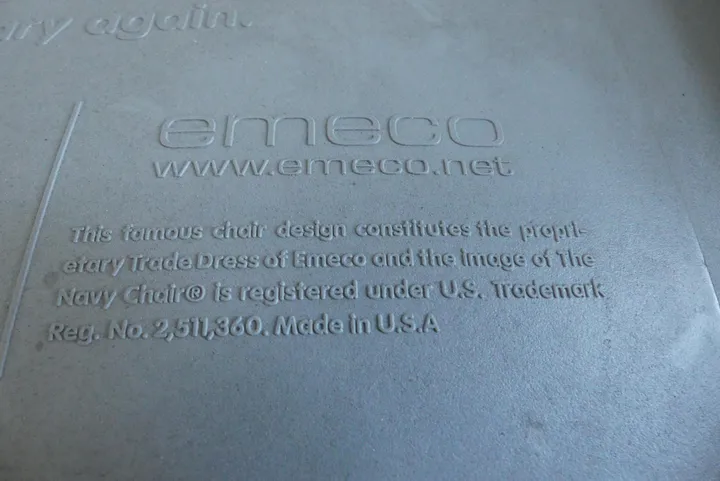 ary again.
emeco
www.emeco.net
This famous chair design constitutes the propri-
etary Trade Dress of Emeco and the image of The
Navy Chair® is registered under U.S. Trademark
Reg. No. 2,511,360. Made in U.S.A